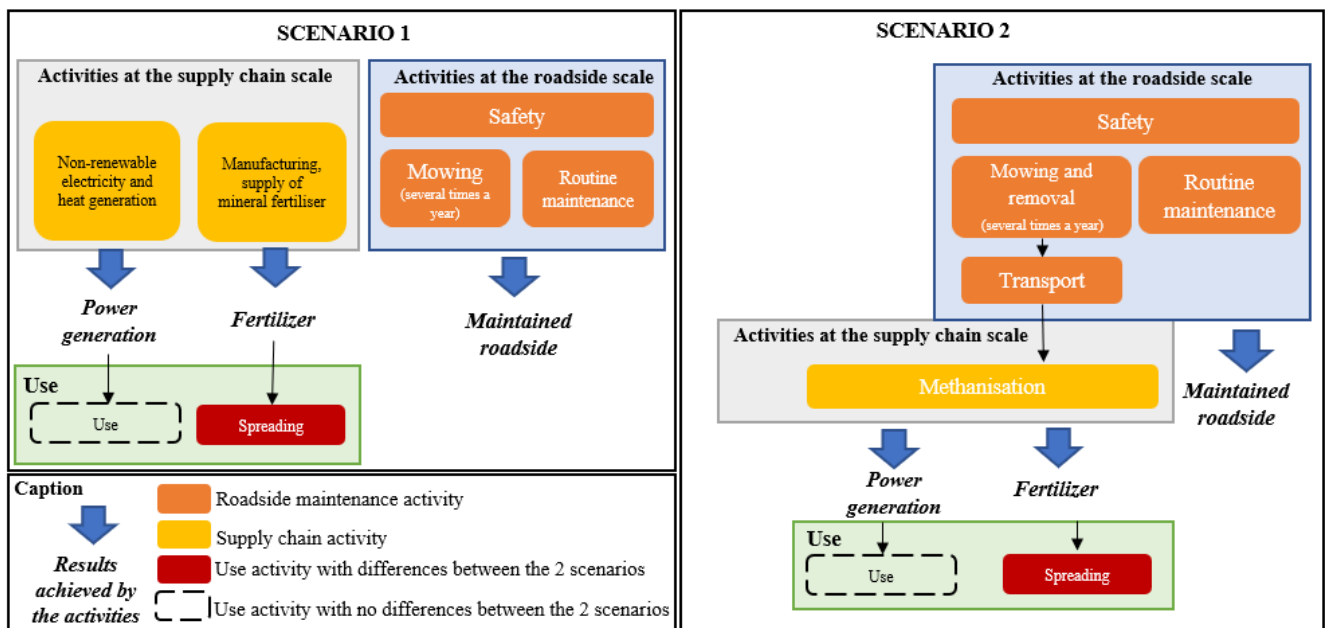 SCENARIO 1
Activities at the supply chain scale
Non-renewable
electricity and
heat generation
Manufacturing,
supply of
mineral fertiliser
Activities at the roadside scale
Safety
Mowing
(several times a
year)
Routine
maintenance
Power
generation
Fertilizer
Maintained
roadside
Use
Use
Spreading
Caption
Results
achieved by
the activities
Roadside maintenance activity
Supply chain activity
Use activity with differences between the 2 scenarios
Use activity with no differences between the 2 scenarios
SCENARIO 2
Activities at the roadside scale
Safety
Mowing and
removal
(several times a year)
Routine
maintenance
Transport
Activities at the supply chain scale
Methanisation
Maintained
roadside
Power
generation
Fertilizer
Use
Use
Spreading